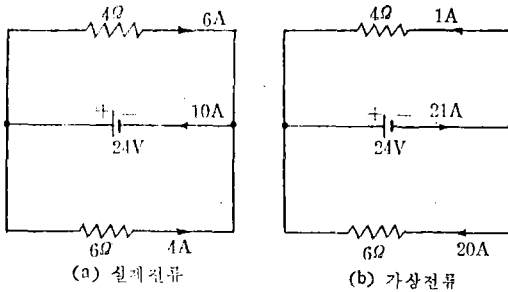 4Ω 6A
+ − 10A
24V
6Ω 4A
(a) 실제전류
4Ω 1A
+ − 21A
24V
6Ω 20A
(b) 가상전류